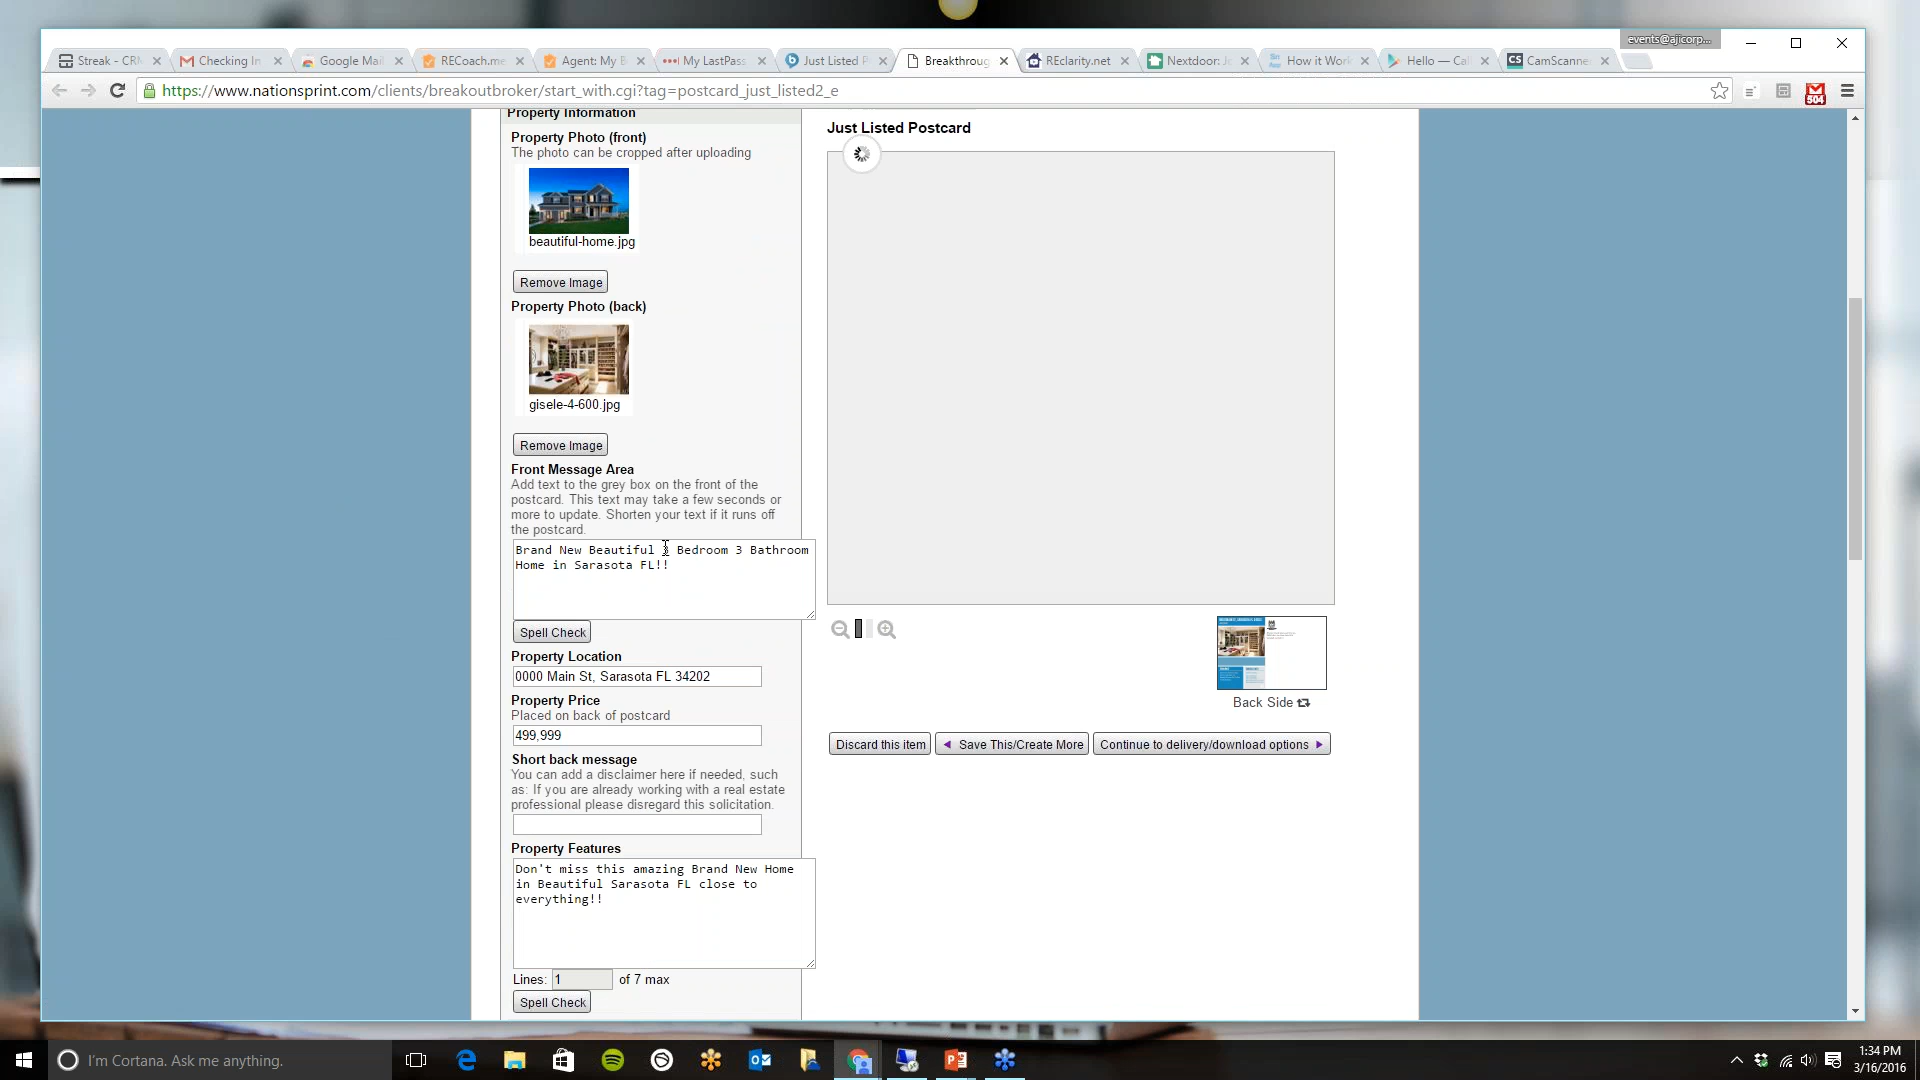 events@ajicorp...
Streak - CRM
Checking In
Google Mail
RECoach.me
Agent: My B
My LastPass
Just Listed P
Breakthroug
REclarity.net
Nextdoor: J
How it Work
Hello — Cal
CS CamScanne
https://www.nationsprint.com/clients/breakoutbroker/start_with.cgi?tag=postcard_just_listed2_e
504
Property Information
Property Photo (front)
The photo can be cropped after uploading
beautiful-home.jpg
Remove Image
Property Photo (back)
gisele-4-600.jpg
Remove Image
Front Message Area
Add text to the grey box on the front of the
postcard. This text may take a few seconds or
more to update. Shorten your text if it runs off
the postcard.
Brand New Beautiful 3 Bedroom 3 Bathroom
Home in Sarasota FL!!
Spell Check
Property Location
0000 Main St, Sarasota FL 34202
Property Price
Placed on back of postcard
499,999
Short back message
You can add a disclaimer here if needed, such
as: If you are already working with a real estate
professional please disregard this solicitation.
Property Features
Don't miss this amazing Brand New Home
in Beautiful Sarasota FL close to
everything!!
Lines: 1 of 7 max
Spell Check
Just Listed Postcard
Back Side
Discard this item
Save This/Create More
Continue to delivery/download options
I'm Cortana. Ask me anything.
1:34 PM
3/16/2016